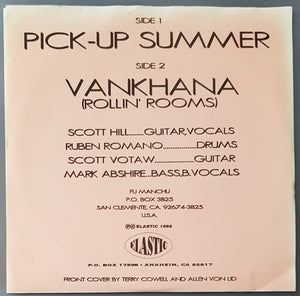 SIDE 1
PICK-UP SUMMER
SIDE 2
VANKHANA
(ROLLIN' ROOMS)
SCOTT HILL......GUITAR,VOCALS
RUBEN ROMANO............DRUMS
SCOTT VOTAW...............GUITAR
MARK ABSHIRE..BASS,B.VOCALS
FU MANCHU
P.O. BOX 3825
SAN CLEMENTE, CA. 92674-3825
U.S.A.
ELASTIC 1992
ELASTIC
P.O. BOX 17598 • ANAHEIM, CA 92817
FRONT COVER BY TERRY COWELL AND ALLEN VON LID